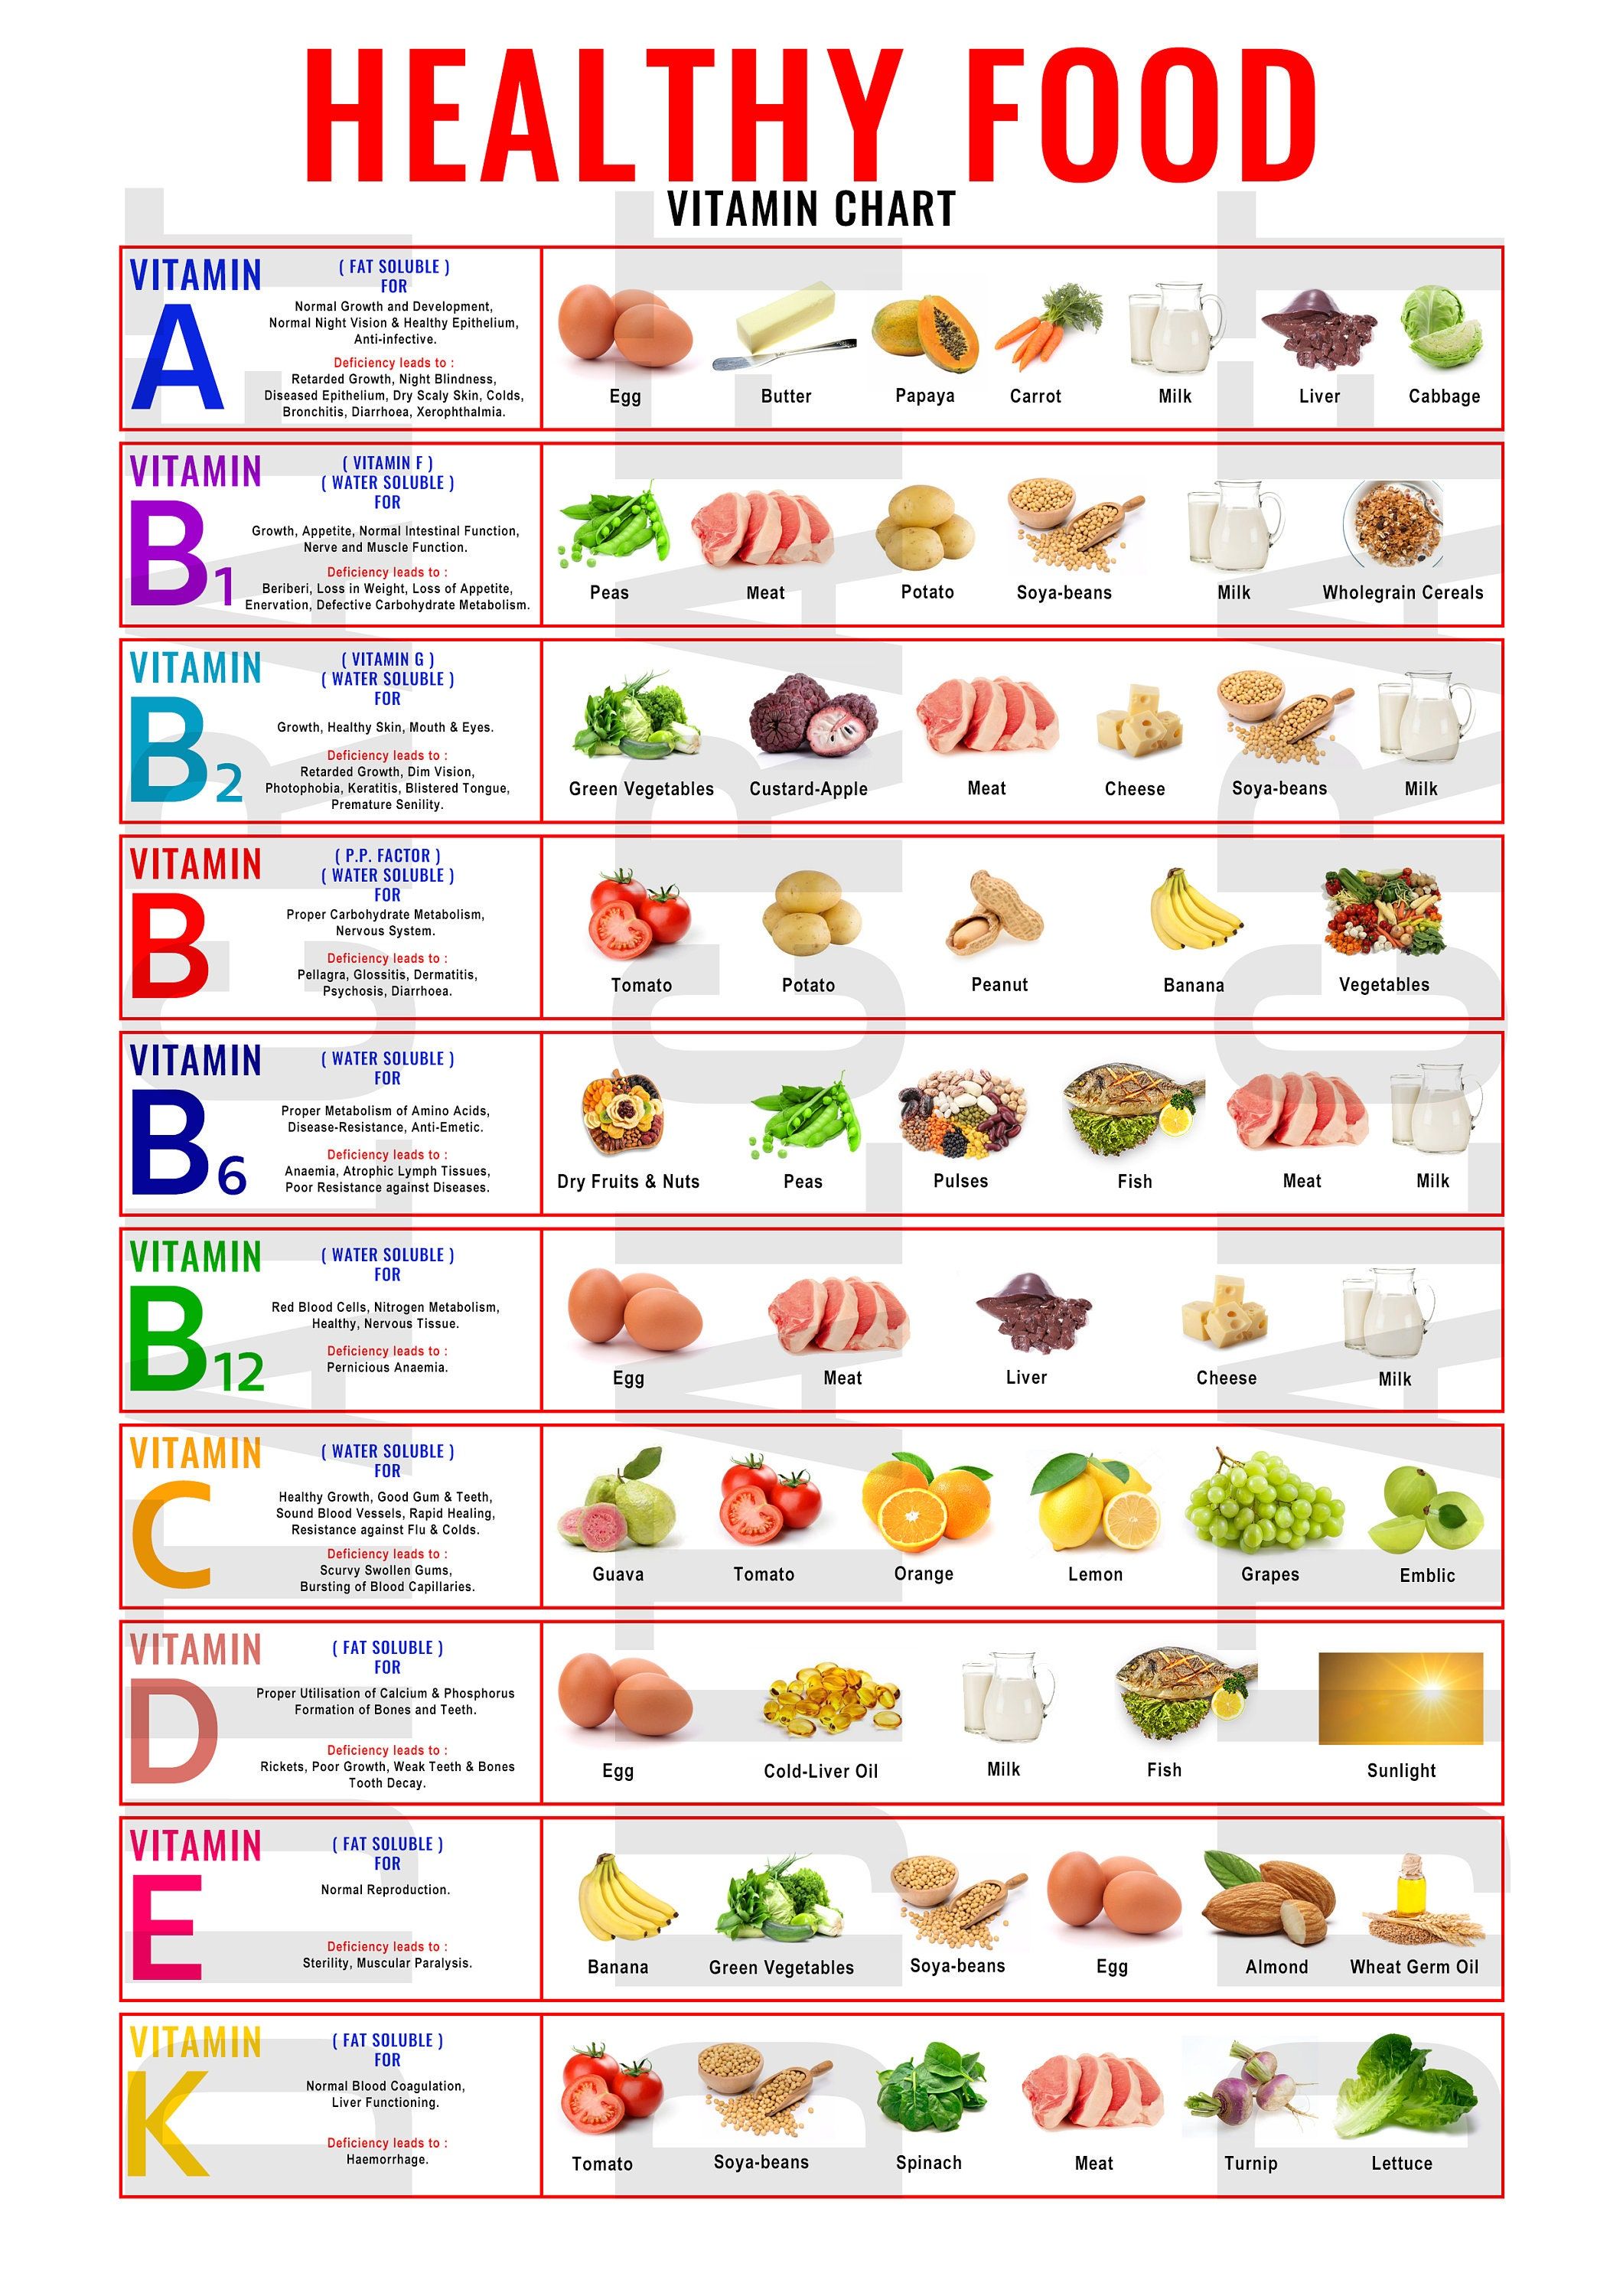 HEALTHY FOOD
VITAMIN CHART
VITAMIN
A
( FAT SOLUBLE )
FOR
Normal Growth and Development,
Normal Night Vision & Healthy Epithelium,
Anti-infective.
Deficiency leads to :
Retarded Growth, Night Blindness,
Diseased Epithelium, Dry Scaly Skin, Colds,
Bronchitis, Diarrhoea, Xerophthalmia.
Egg Butter Papaya Carrot Milk Liver Cabbage
VITAMIN
B1
( VITAMIN F )
( WATER SOLUBLE )
FOR
Growth, Appetite, Normal Intestinal Function,
Nerve and Muscle Function.
Deficiency leads to :
Beriberi, Loss in Weight, Loss of Appetite,
Enervation, Defective Carbohydrate Metabolism.
Peas Meat Potato Soya-beans Milk Wholegrain Cereals
VITAMIN
B2
( VITAMIN G )
( WATER SOLUBLE )
FOR
Growth, Healthy Skin, Mouth & Eyes.
Deficiency leads to :
Retarded Growth, Dim Vision,
Photophobia, Keratitis, Blistered Tongue,
Premature Senility.
Green Vegetables Custard-Apple Meat Cheese Soya-beans Milk
VITAMIN
B
( P.P. FACTOR )
( WATER SOLUBLE )
FOR
Proper Carbohydrate Metabolism,
Nervous System.
Deficiency leads to :
Pellagra, Glossitis, Dermatitis,
Psychosis, Diarrhoea.
Tomato Potato Peanut Banana Vegetables
VITAMIN
B6
( WATER SOLUBLE )
FOR
Proper Metabolism of Amino Acids,
Disease-Resistance, Anti-Emetic.
Deficiency leads to :
Anaemia, Atrophic Lymph Tissues,
Poor Resistance against Diseases.
Dry Fruits & Nuts Peas Pulses Fish Meat Milk
VITAMIN
B12
( WATER SOLUBLE )
FOR
Red Blood Cells, Nitrogen Metabolism,
Healthy, Nervous Tissue.
Deficiency leads to :
Pernicious Anaemia.
Egg Meat Liver Cheese Milk
VITAMIN
C
( WATER SOLUBLE )
FOR
Healthy Growth, Good Gum & Teeth,
Sound Blood Vessels, Rapid Healing,
Resistance against Flu & Colds.
Deficiency leads to :
Scurvy Swollen Gums,
Bursting of Blood Capillaries.
Guava Tomato Orange Lemon Grapes Emblic
VITAMIN
D
( FAT SOLUBLE )
FOR
Proper Utilisation of Calcium & Phosphorus
Formation of Bones and Teeth.
Deficiency leads to :
Rickets, Poor Growth, Weak Teeth & Bones
Tooth Decay.
Egg Cold-Liver Oil Milk Fish Sunlight
VITAMIN
E
( FAT SOLUBLE )
FOR
Normal Reproduction.
Deficiency leads to :
Sterility, Muscular Paralysis.
Banana Green Vegetables Soya-beans Egg Almond Wheat Germ Oil
VITAMIN
K
( FAT SOLUBLE )
FOR
Normal Blood Coagulation,
Liver Functioning.
Deficiency leads to :
Haemorrhage.
Tomato Soya-beans Spinach Meat Turnip Lettuce